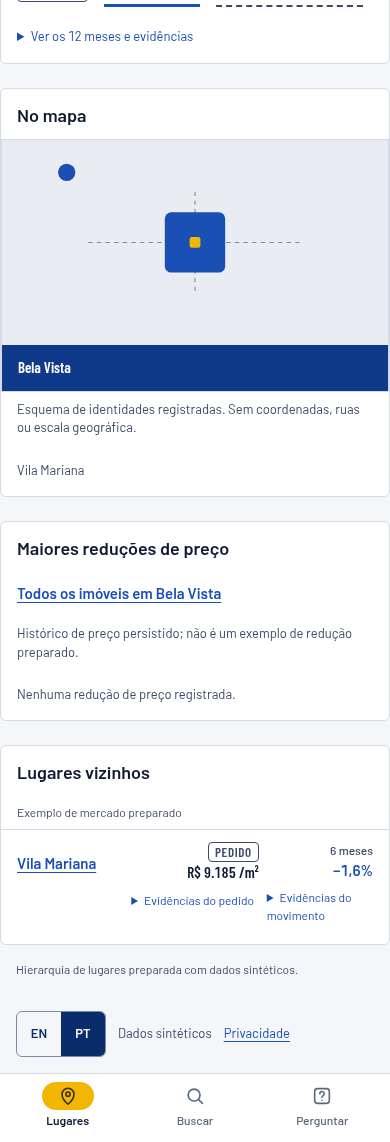 Ver os 12 meses e evidências
No mapa
Bela Vista
Esquema de identidades registradas. Sem coordenadas, ruas
ou escala geográfica.
Vila Mariana
Maiores reduções de preço
Todos os imóveis em Bela Vista
Histórico de preço persistido; não é um exemplo de redução
preparado.
Nenhuma redução de preço registrada.
Lugares vizinhos
Exemplo de mercado preparado
Vila Mariana
PEDIDO
R$ 9.185 /m²
Evidências do pedido
6 meses
−1,6%
Evidências do
movimento
Hierarquia de lugares preparada com dados sintéticos.
EN PT Dados sintéticos Privacidade
Lugares Buscar Perguntar